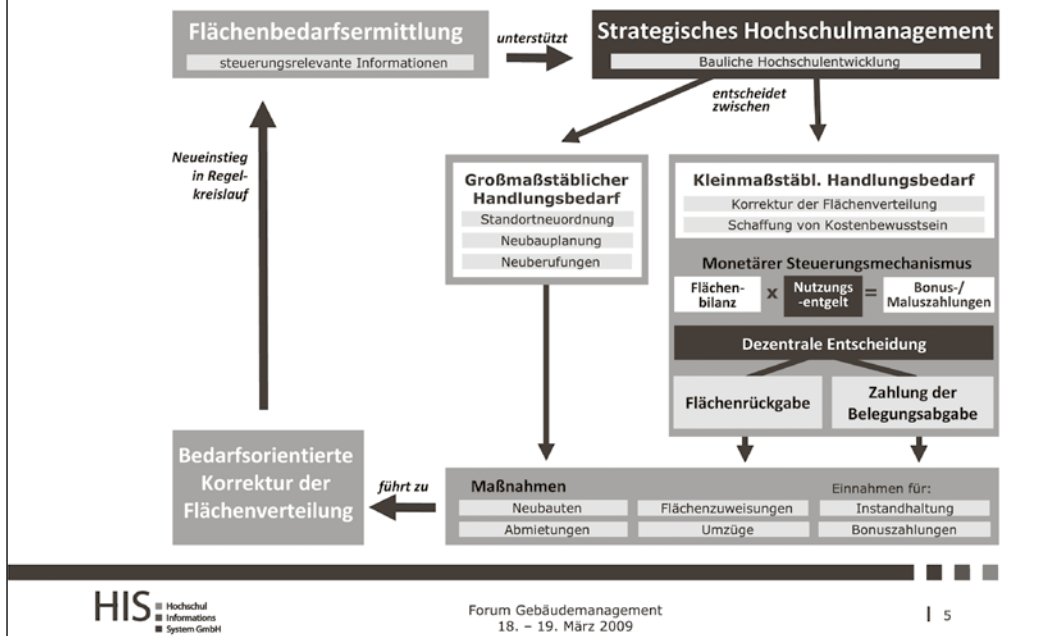 Flächenbedarfsermittlung
steuerungsrelevante Informationen
unterstützt
Strategisches Hochschulmanagement
Bauliche Hochschulentwicklung
entscheidet
zwischen
Neueinstieg
in Regel-
kreislauf
Großmaßstäblicher
Handlungsbedarf
Standortneuordnung
Neubauplanung
Neuberufungen
Kleinmaßstäbl. Handlungsbedarf
Korrektur der Flächenverteilung
Schaffung von Kostenbewusstsein
Monetärer Steuerungsmechanismus
Flächen-
bilanz
x
Nutzungs
-entgelt
=
Bonus-/
Maluszahlungen
Dezentrale Entscheidung
Flächenrückgabe
Zahlung der
Belegungsabgabe
Bedarfsorientierte
Korrektur der
Flächenverteilung
führt zu
Maßnahmen
Neubauten
Abmietungen
Flächenzuweisungen
Umzüge
Einnahmen für:
Instandhaltung
Bonuszahlungen
HIS
Hochschul
Informations
System GmbH
Forum Gebäudemanagement
18. – 19. März 2009
| 5